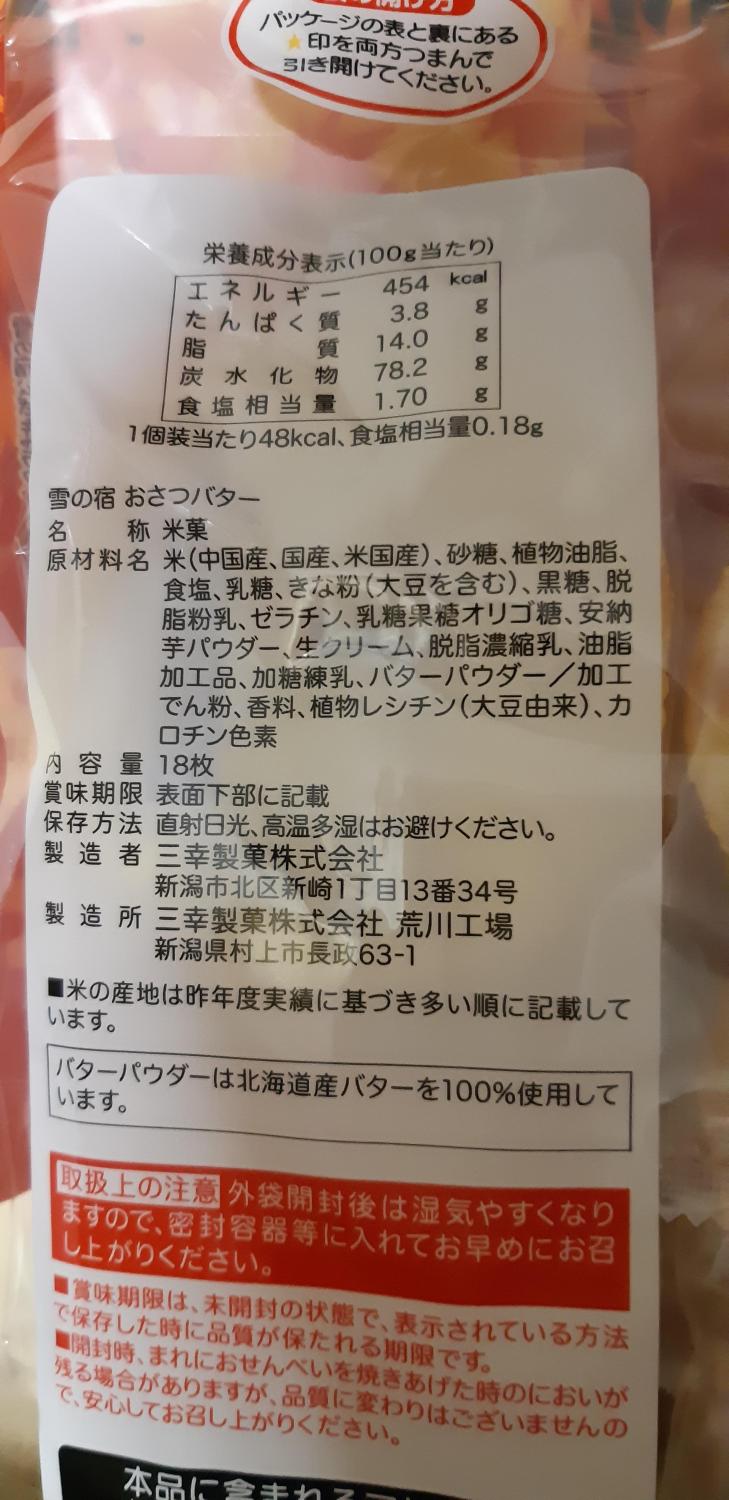 パッケージの表と裏にある
★印を両方つまんで
引き開けてください。
栄養成分表示(100g当たり)
エネルギー 454 kcal
たんぱく質 3.8 g
脂質 14.0 g
炭水化物 78.2 g
食塩相当量 1.70 g
1個装当たり48kcal、食塩相当量0.18g
雪の宿 おさつバター
名称 米菓
原材料名 米(中国産、国産、米国産)、砂糖、植物油脂、
食塩、乳糖、きな粉(大豆を含む)、黒糖、脱
脂粉乳、ゼラチン、乳糖果糖オリゴ糖、安納
芋パウダー、生クリーム、脱脂濃縮乳、油脂
加工品、加糖練乳、バターパウダー/加工
でん粉、香料、植物レシチン(大豆由来)、カ
ロチン色素
内容量 18枚
賞味期限 表面下部に記載
保存方法 直射日光、高温多湿はお避けください。
製造者 三幸製菓株式会社
新潟市北区新崎1丁目13番34号
製造所 三幸製菓株式会社 荒川工場
新潟県村上市長政63-1
■米の産地は昨年度実績に基づき多い順に記載して
います。
バターパウダーは北海道産バターを100%使用して
います。
取扱上の注意 外袋開封後は湿気やすくなり
ますので、密封容器等に入れてお早めにお召
し上がりください。
■賞味期限は、未開封の状態で、表示されている方法
で保存した時に品質が保たれる期限です。
■開封時、まれにおせんべいを焼きあげた時のにおいが
残る場合がありますが、品質に変わりはございませんの
で、安心してお召し上がりください。
本品に含まれる